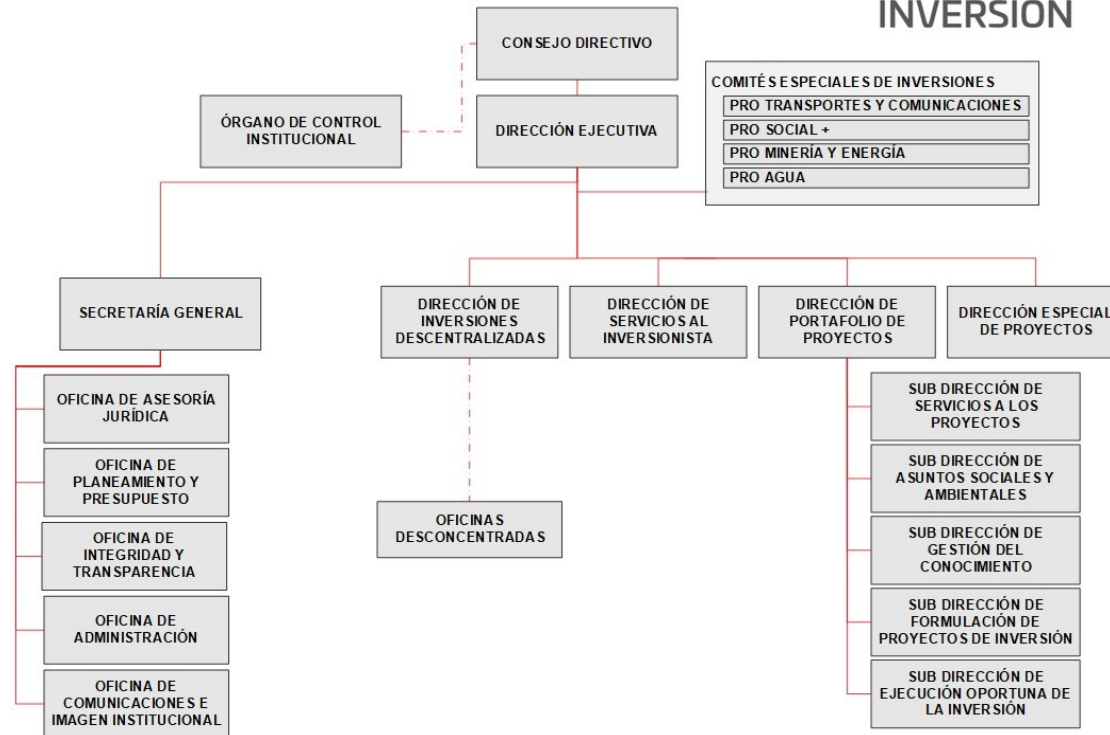 INVERSIÓN
CONSEJO DIRECTIVO
COMITÉS ESPECIALES DE INVERSIONES
PRO TRANSPORTES Y COMUNICACIONES
PRO SOCIAL +
PRO MINERÍA Y ENERGÍA
PRO AGUA
ÓRGANO DE CONTROL
INSTITUCIONAL
DIRECCIÓN EJECUTIVA
SECRETARÍA GENERAL
DIRECCIÓN DE
INVERSIONES
DESCENTRALIZADAS
DIRECCIÓN DE
SERVICIOS AL
INVERSIONISTA
DIRECCIÓN DE
PORTAFOLIO DE
PROYECTOS
DIRECCIÓN ESPECIAL
DE PROYECTOS
OFICINA DE ASESORÍA
JURÍDICA
OFICINA DE
PLANEAMIENTO Y
PRESUPUESTO
OFICINA DE
INTEGRIDAD Y
TRANSPARENCIA
OFICINA DE
ADMINISTRACIÓN
OFICINA DE
COMUNICACIONES E
IMAGEN INSTITUCIONAL
OFICINAS
DESCONCENTRADAS
SUB DIRECCIÓN DE
SERVICIOS A LOS
PROYECTOS
SUB DIRECCIÓN DE
ASUNTOS SOCIALES Y
AMBIENTALES
SUB DIRECCIÓN DE
GESTIÓN DEL
CONOCIMIENTO
SUB DIRECCIÓN DE
FORMULACIÓN DE
PROYECTOS DE INVERSIÓN
SUB DIRECCIÓN DE
EJECUCIÓN OPORTUNA DE
LA INVERSIÓN